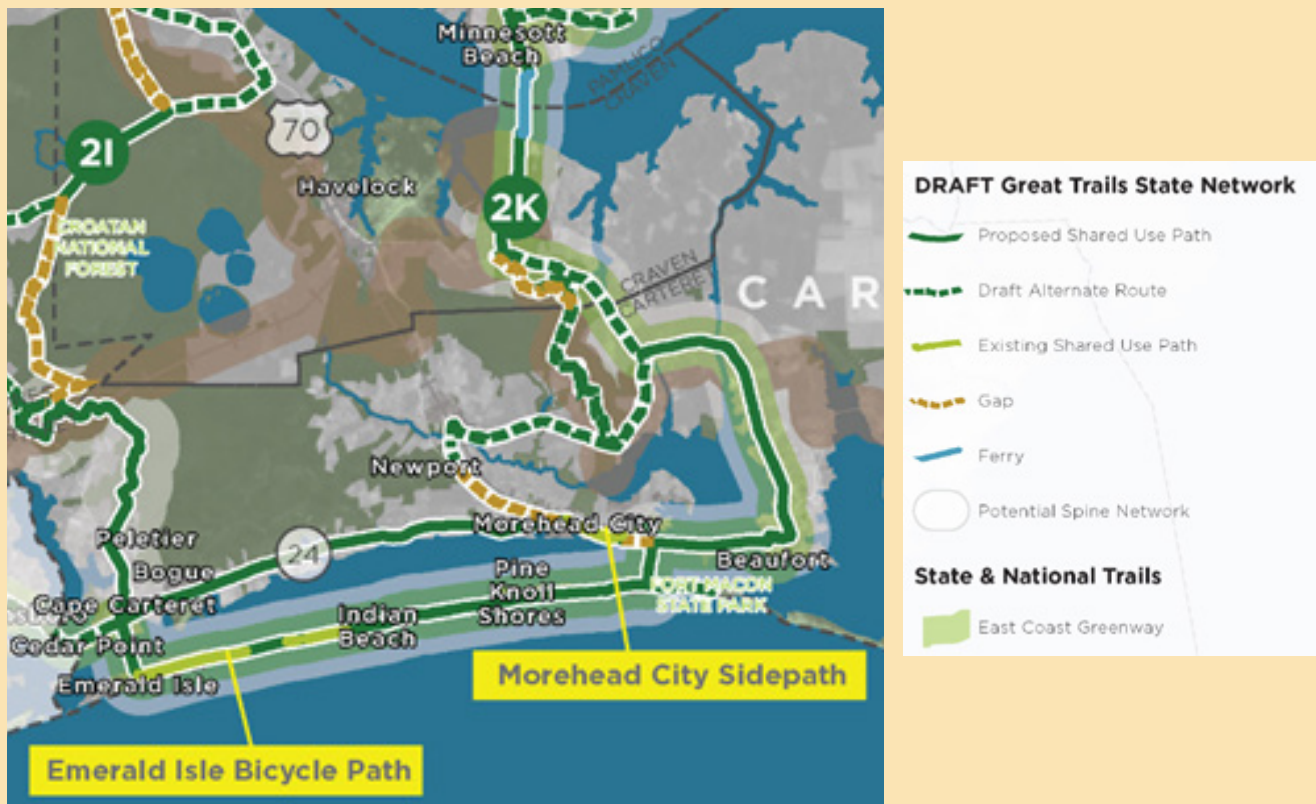 Minnesott
Beach
PAMLICO
CRAVEN
70
2I
Havelock
2K
CROATAN
NATIONAL
FOREST
CRAVEN
CARTERET
CAR
Newport
Morehead City
Peletier
24
Bogue
Beaufort
Pine
Knoll
Shores
FORT MACON
STATE PARK
Cape Carteret
Indian
Beach
Cedar Point
Emerald Isle
Morehead City Sidepath
Emerald Isle Bicycle Path
DRAFT Great Trails State Network
Proposed Shared Use Path
Draft Alternate Route
Existing Shared Use Path
Gap
Ferry
Potential Spine Network
State & National Trails
East Coast Greenway